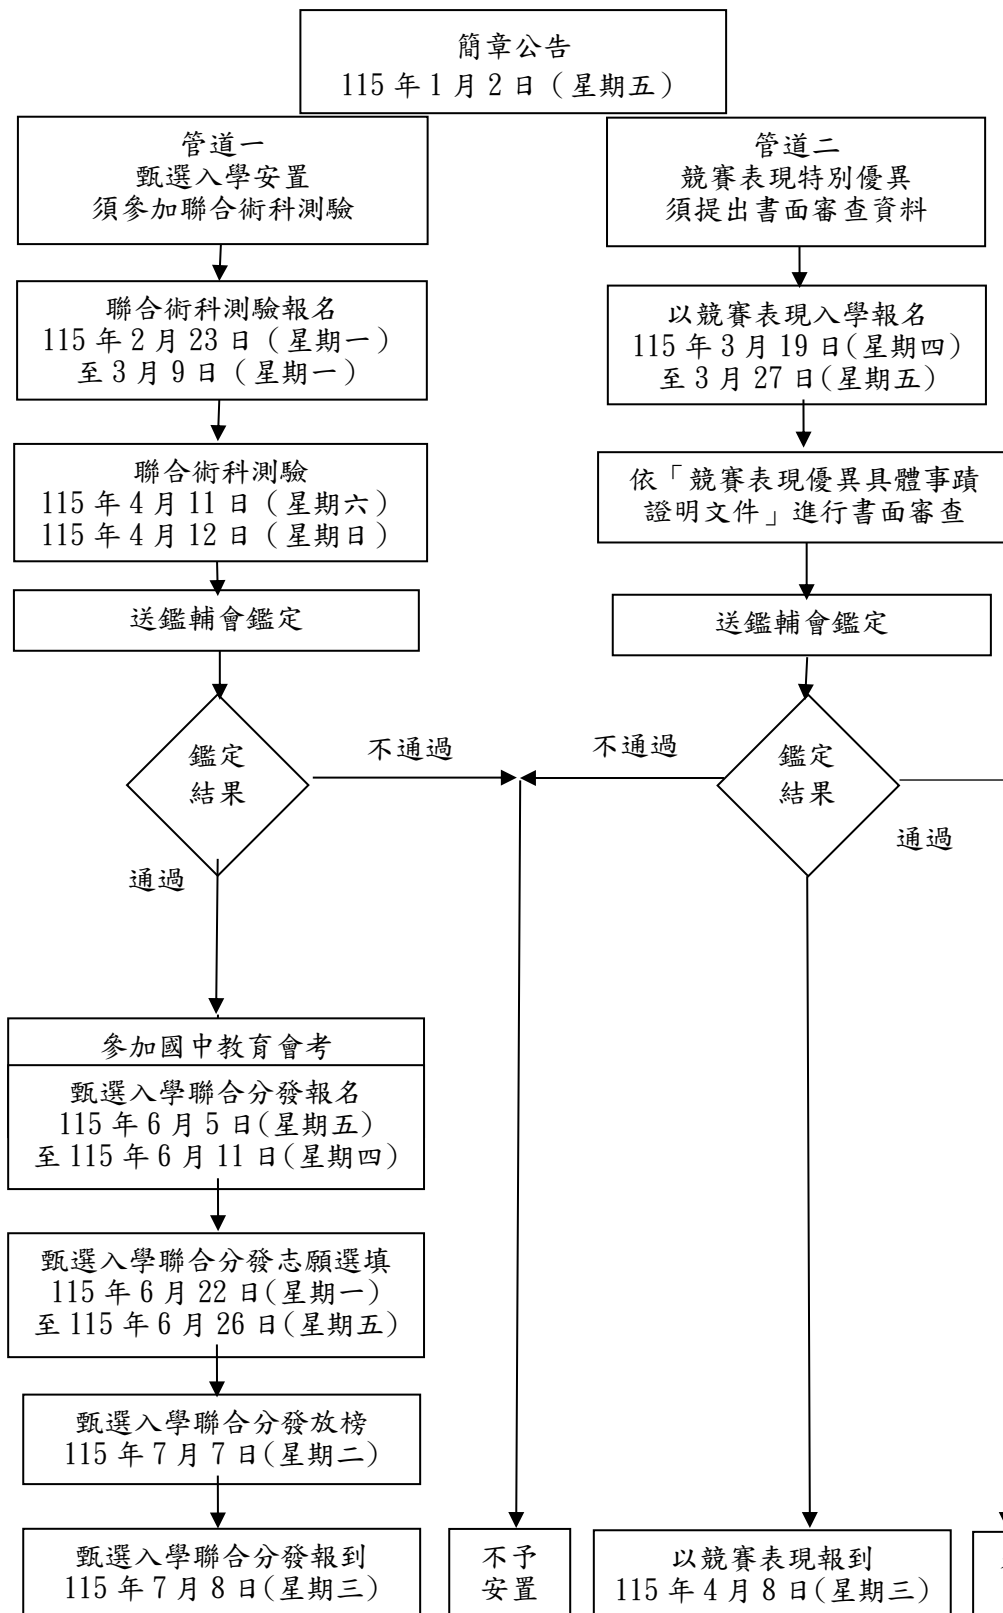 簡章公告
115 年 1 月 2 日（星期五）
管道一
甄選入學安置
須參加聯合術科測驗
管道二
競賽表現特別優異
須提出書面審查資料
聯合術科測驗報名
115 年 2 月 23 日（星期一）
至 3 月 9 日（星期一）
以競賽表現入學報名
115 年 3 月 19 日(星期四)
至 3 月 27 日(星期五)
聯合術科測驗
115 年 4 月 11 日（星期六）
115 年 4 月 12 日（星期日）
依「競賽表現優異具體事蹟
證明文件」進行書面審查
送鑑輔會鑑定
送鑑輔會鑑定
鑑定
結果
不通過
不通過
鑑定
結果
通過
通過
參加國中教育會考
甄選入學聯合分發報名
115 年 6 月 5 日(星期五)
至 115 年 6 月 11 日(星期四)
甄選入學聯合分發志願選填
115 年 6 月 22 日(星期一)
至 115 年 6 月 26 日(星期五)
甄選入學聯合分發放榜
115 年 7 月 7 日(星期二)
甄選入學聯合分發報到
115 年 7 月 8 日(星期三)
不予
安置
以競賽表現報到
115 年 4 月 8 日(星期三)